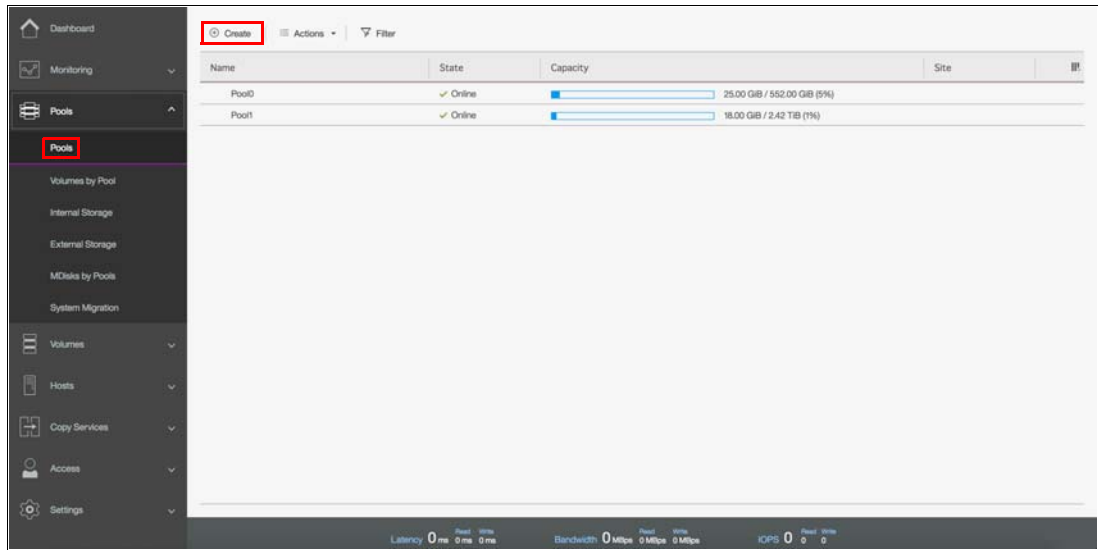 Dashboard
Monitoring
Pools
Pools
Volumes by Pool
Internal Storage
External Storage
MDisks by Pools
System Migration
Volumes
Hosts
Copy Services
Access
Settings
Create Actions Filter
Name State Capacity Site
Pool0 Online 25.00 GiB / 552.00 GiB (5%)
Pool1 Online 18.00 GiB / 2.42 TiB (1%)
Latency 0 ms Read 0 ms Write 0 ms Bandwidth 0 MBps Read 0 MBps Write 0 MBps IOPS 0 Read 0 Write 0